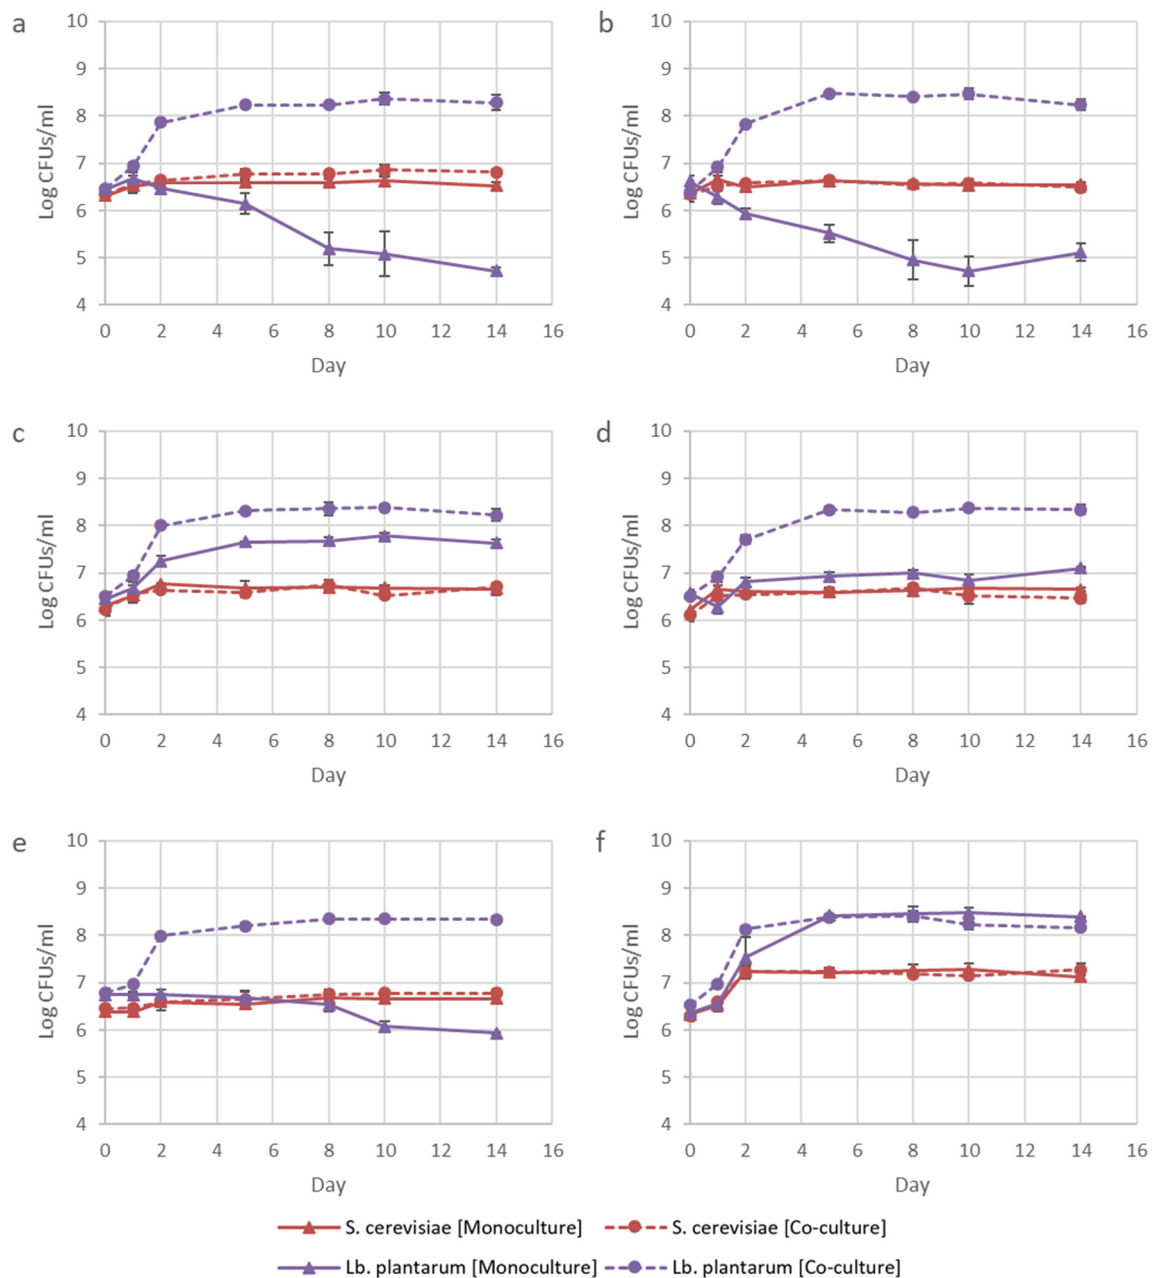 a
10
9
8
7
6
5
4
Log CFUs/ml
0 2 4 6 8 10 12 14 16
Day
b
10
9
8
7
6
5
4
Log CFUs/ml
0 2 4 6 8 10 12 14 16
Day
c
10
9
8
7
6
5
4
Log CFUs/ml
0 2 4 6 8 10 12 14 16
Day
d
10
9
8
7
6
5
4
Log CFUs/ml
0 2 4 6 8 10 12 14 16
Day
e
10
9
8
7
6
5
4
Log CFUs/ml
0 2 4 6 8 10 12 14 16
Day
f
10
9
8
7
6
5
4
Log CFUs/ml
0 2 4 6 8 10 12 14 16
Day
S. cerevisiae [Monoculture] S. cerevisiae [Co-culture]
Lb. plantarum [Monoculture] Lb. plantarum [Co-culture]